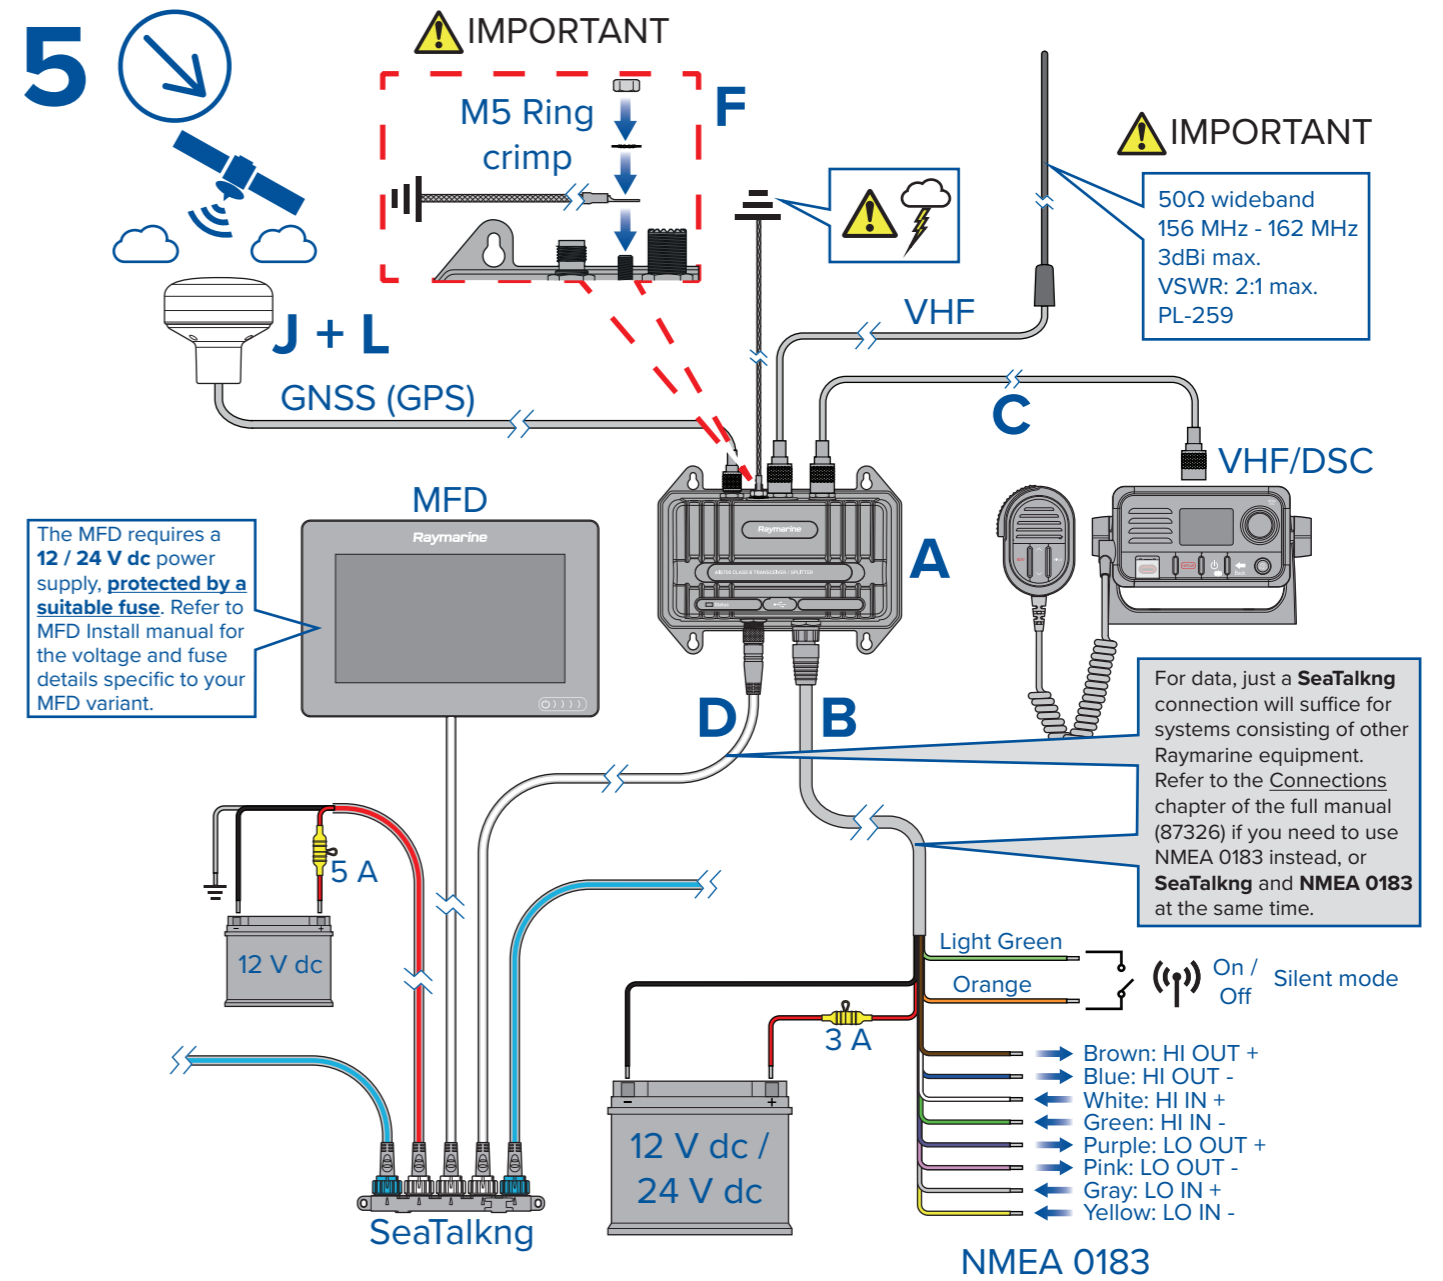 5
IMPORTANT
M5 Ring
crimp
F
IMPORTANT
50Ω wideband
156 MHz - 162 MHz
3dBi max.
VSWR: 2:1 max.
PL-259
VHF
J + L
GNSS (GPS)
C
VHF/DSC
MFD
Raymarine
The MFD requires a
12 / 24 V dc power
supply, protected by a
suitable fuse. Refer to
MFD Install manual for
the voltage and fuse
details specific to your
MFD variant.
Raymarine
CLASS B TRANSCEIVER / SPLITTER
Status
A
D
B
For data, just a SeaTalkng
connection will suffice for
systems consisting of other
Raymarine equipment.
Refer to the Connections
chapter of the full manual
(87326) if you need to use
NMEA 0183 instead, or
SeaTalkng and NMEA 0183
at the same time.
5 A
- +
12 V dc
Light Green
Orange
On /
Off
Silent mode
3 A
- +
12 V dc /
24 V dc
Brown: HI OUT +
Blue: HI OUT -
White: HI IN +
Green: HI IN -
Purple: LO OUT +
Pink: LO OUT -
Gray: LO IN +
Yellow: LO IN -
SeaTalkng
NMEA 0183